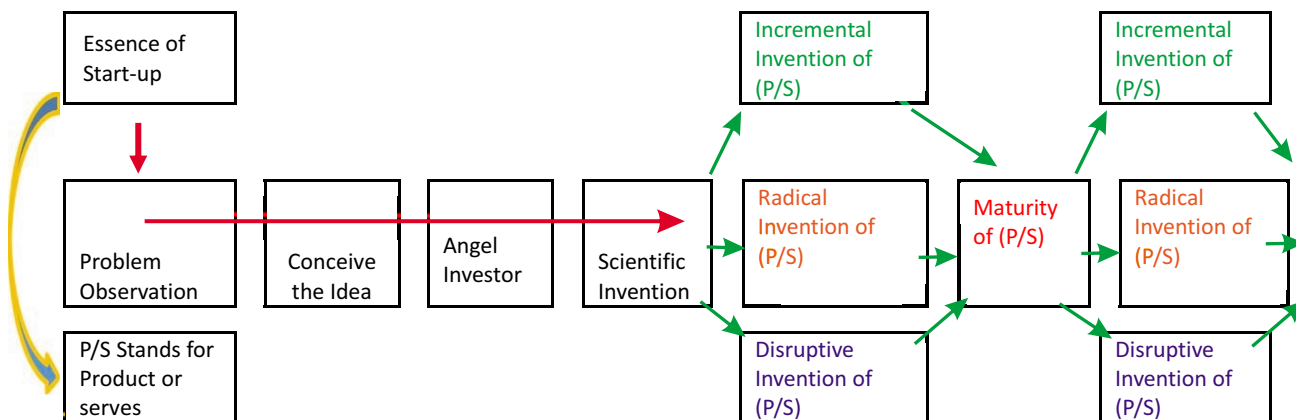 Essence of
Start-up
Incremental
Invention of
(P/S)
Incremental
Invention of
(P/S)
Problem
Observation
Conceive
the Idea
Angel
Investor
Scientific
Invention
Radical
Invention of
(P/S)
Maturity
of (P/S)
Radical
Invention of
(P/S)
P/S Stands for
Product or
serves
Disruptive
Invention of
(P/S)
Disruptive
Invention of
(P/S)